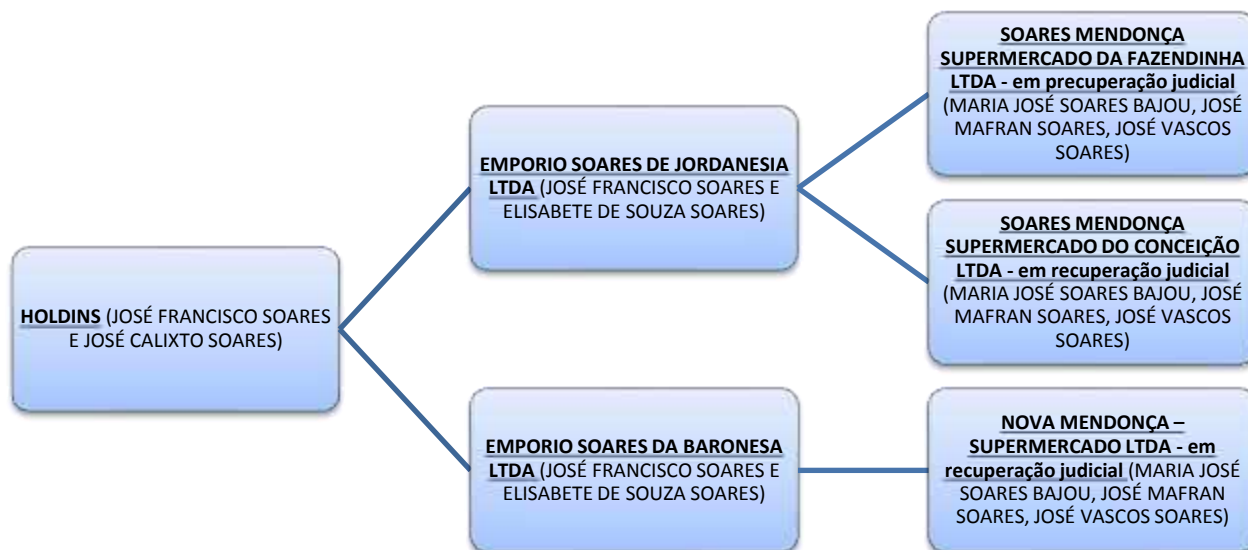 HOLDINS (JOSÉ FRANCISCO SOARES
E JOSÉ CALIXTO SOARES)
EMPORIO SOARES DE JORDANESIA
LTDA (JOSÉ FRANCISCO SOARES E
ELISABETE DE SOUZA SOARES)
SOARES MENDONÇA
SUPERMERCADO DA FAZENDINHA
LTDA - em precuperação judicial
(MARIA JOSÉ SOARES BAJOU, JOSÉ
MAFRAN SOARES, JOSÉ VASCOS
SOARES)
SOARES MENDONÇA
SUPERMERCADO DO CONCEIÇÃO
LTDA - em recuperação judicial
(MARIA JOSÉ SOARES BAJOU, JOSÉ
MAFRAN SOARES, JOSÉ VASCOS
SOARES)
EMPORIO SOARES DA BARONESA
LTDA (JOSÉ FRANCISCO SOARES E
ELISABETE DE SOUZA SOARES)
NOVA MENDONÇA –
SUPERMERCADO LTDA - em
recuperação judicial (MARIA JOSÉ
SOARES BAJOU, JOSÉ MAFRAN
SOARES, JOSÉ VASCOS SOARES)